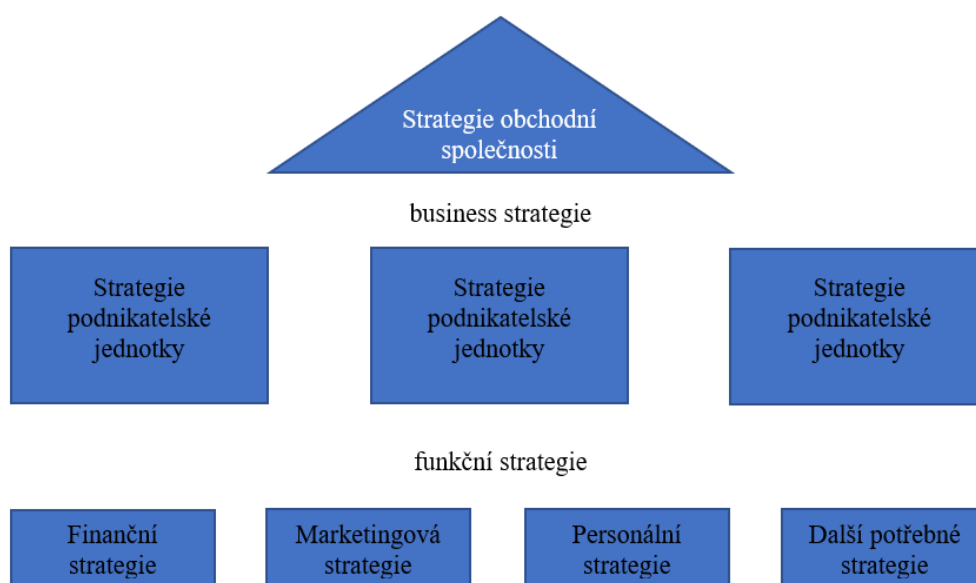 Strategie obchodní
společnosti
business strategie
Strategie
podnikatelské
jednotky
Strategie
podnikatelské
jednotky
Strategie
podnikatelské
jednotky
funkční strategie
Finanční
strategie
Marketingová
strategie
Personální
strategie
Další potřebné
strategie